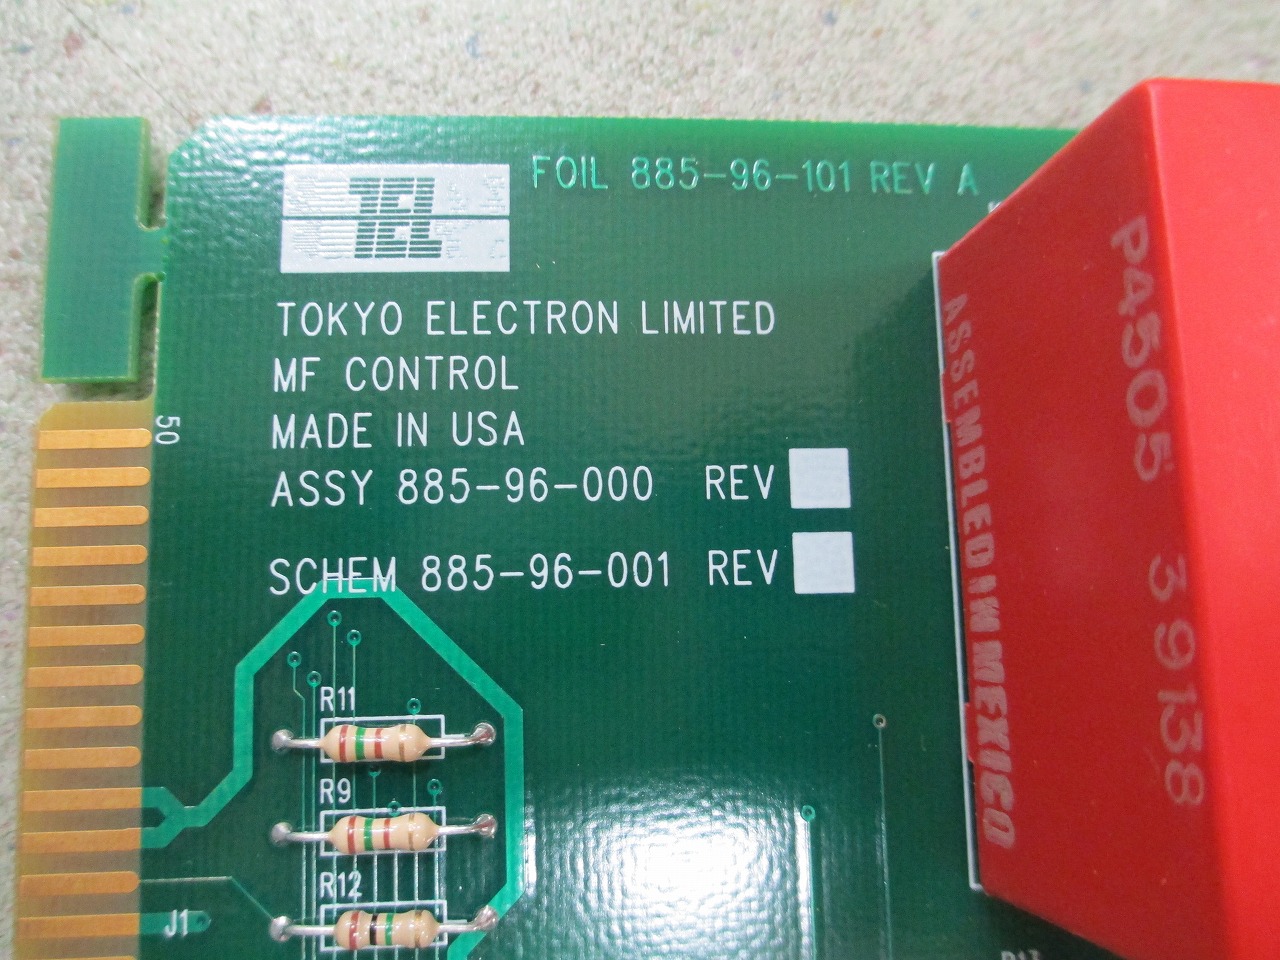 FOIL 885-96-101 REV A
TEL
TOKYO ELECTRON LIMITED
MF CONTROL
MADE IN USA
ASSY 885-96-000 REV
SCHEM 885-96-001 REV
50
R11
R9
R12
J1
P4505 39138
ASSEMBLED IN MEXICO